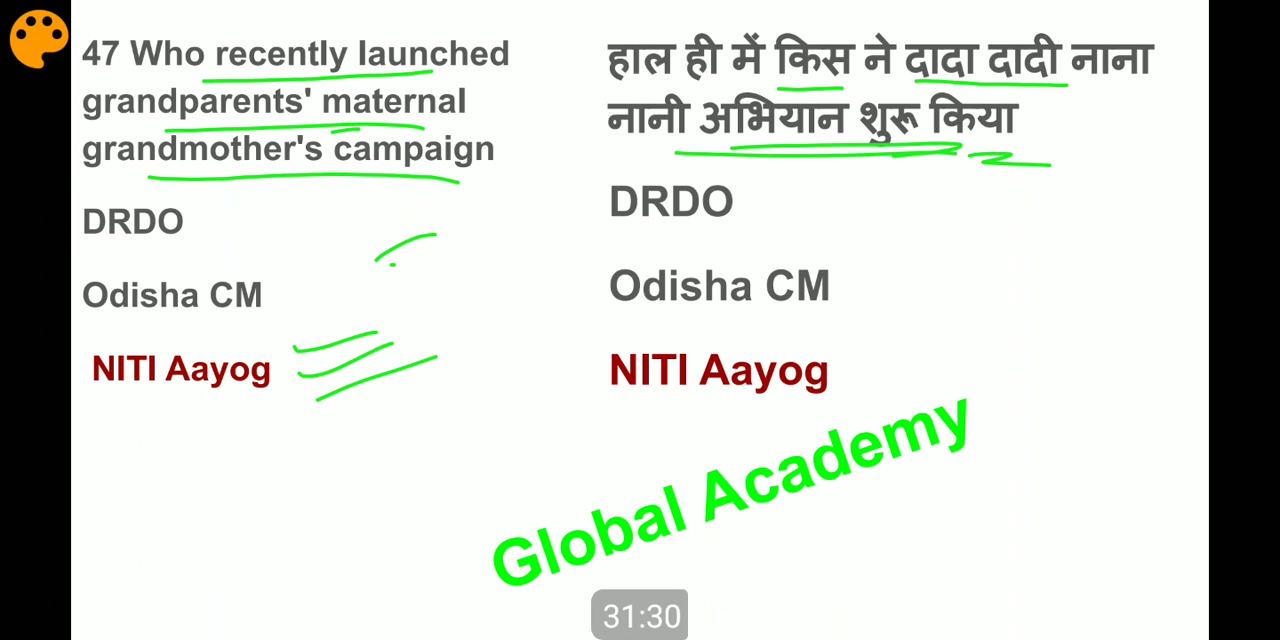 47 Who recently launched
grandparents' maternal
grandmother's campaign
DRDO
Odisha CM
NITI Aayog
हाल ही में किस ने दादा दादी नाना
नानी अभियान शुरू किया
DRDO
Odisha CM
NITI Aayog
Global Academy
31:30